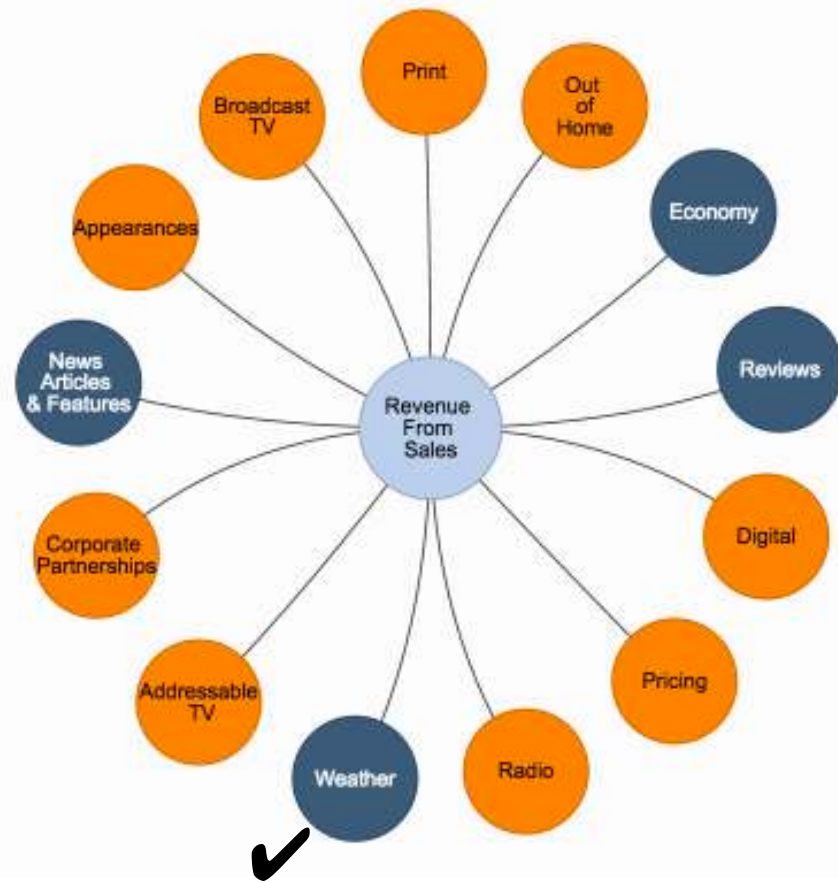 Print
Out
of
Home
Broadcast
TV
Economy
Appearances
Reviews
News
Articles
& Features
Revenue
From
Sales
Digital
Corporate
Partnerships
Pricing
Addressable
TV
Radio
Weather